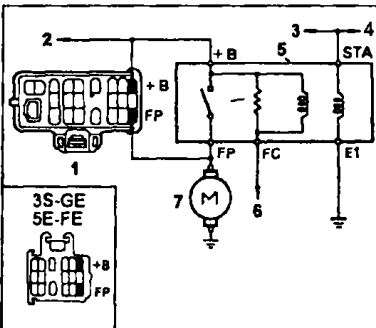 3 4
2 5
+B STA
+B
FP
FP FC E1
1
7 M 6
3S-GE
5E-FE
+B
FP